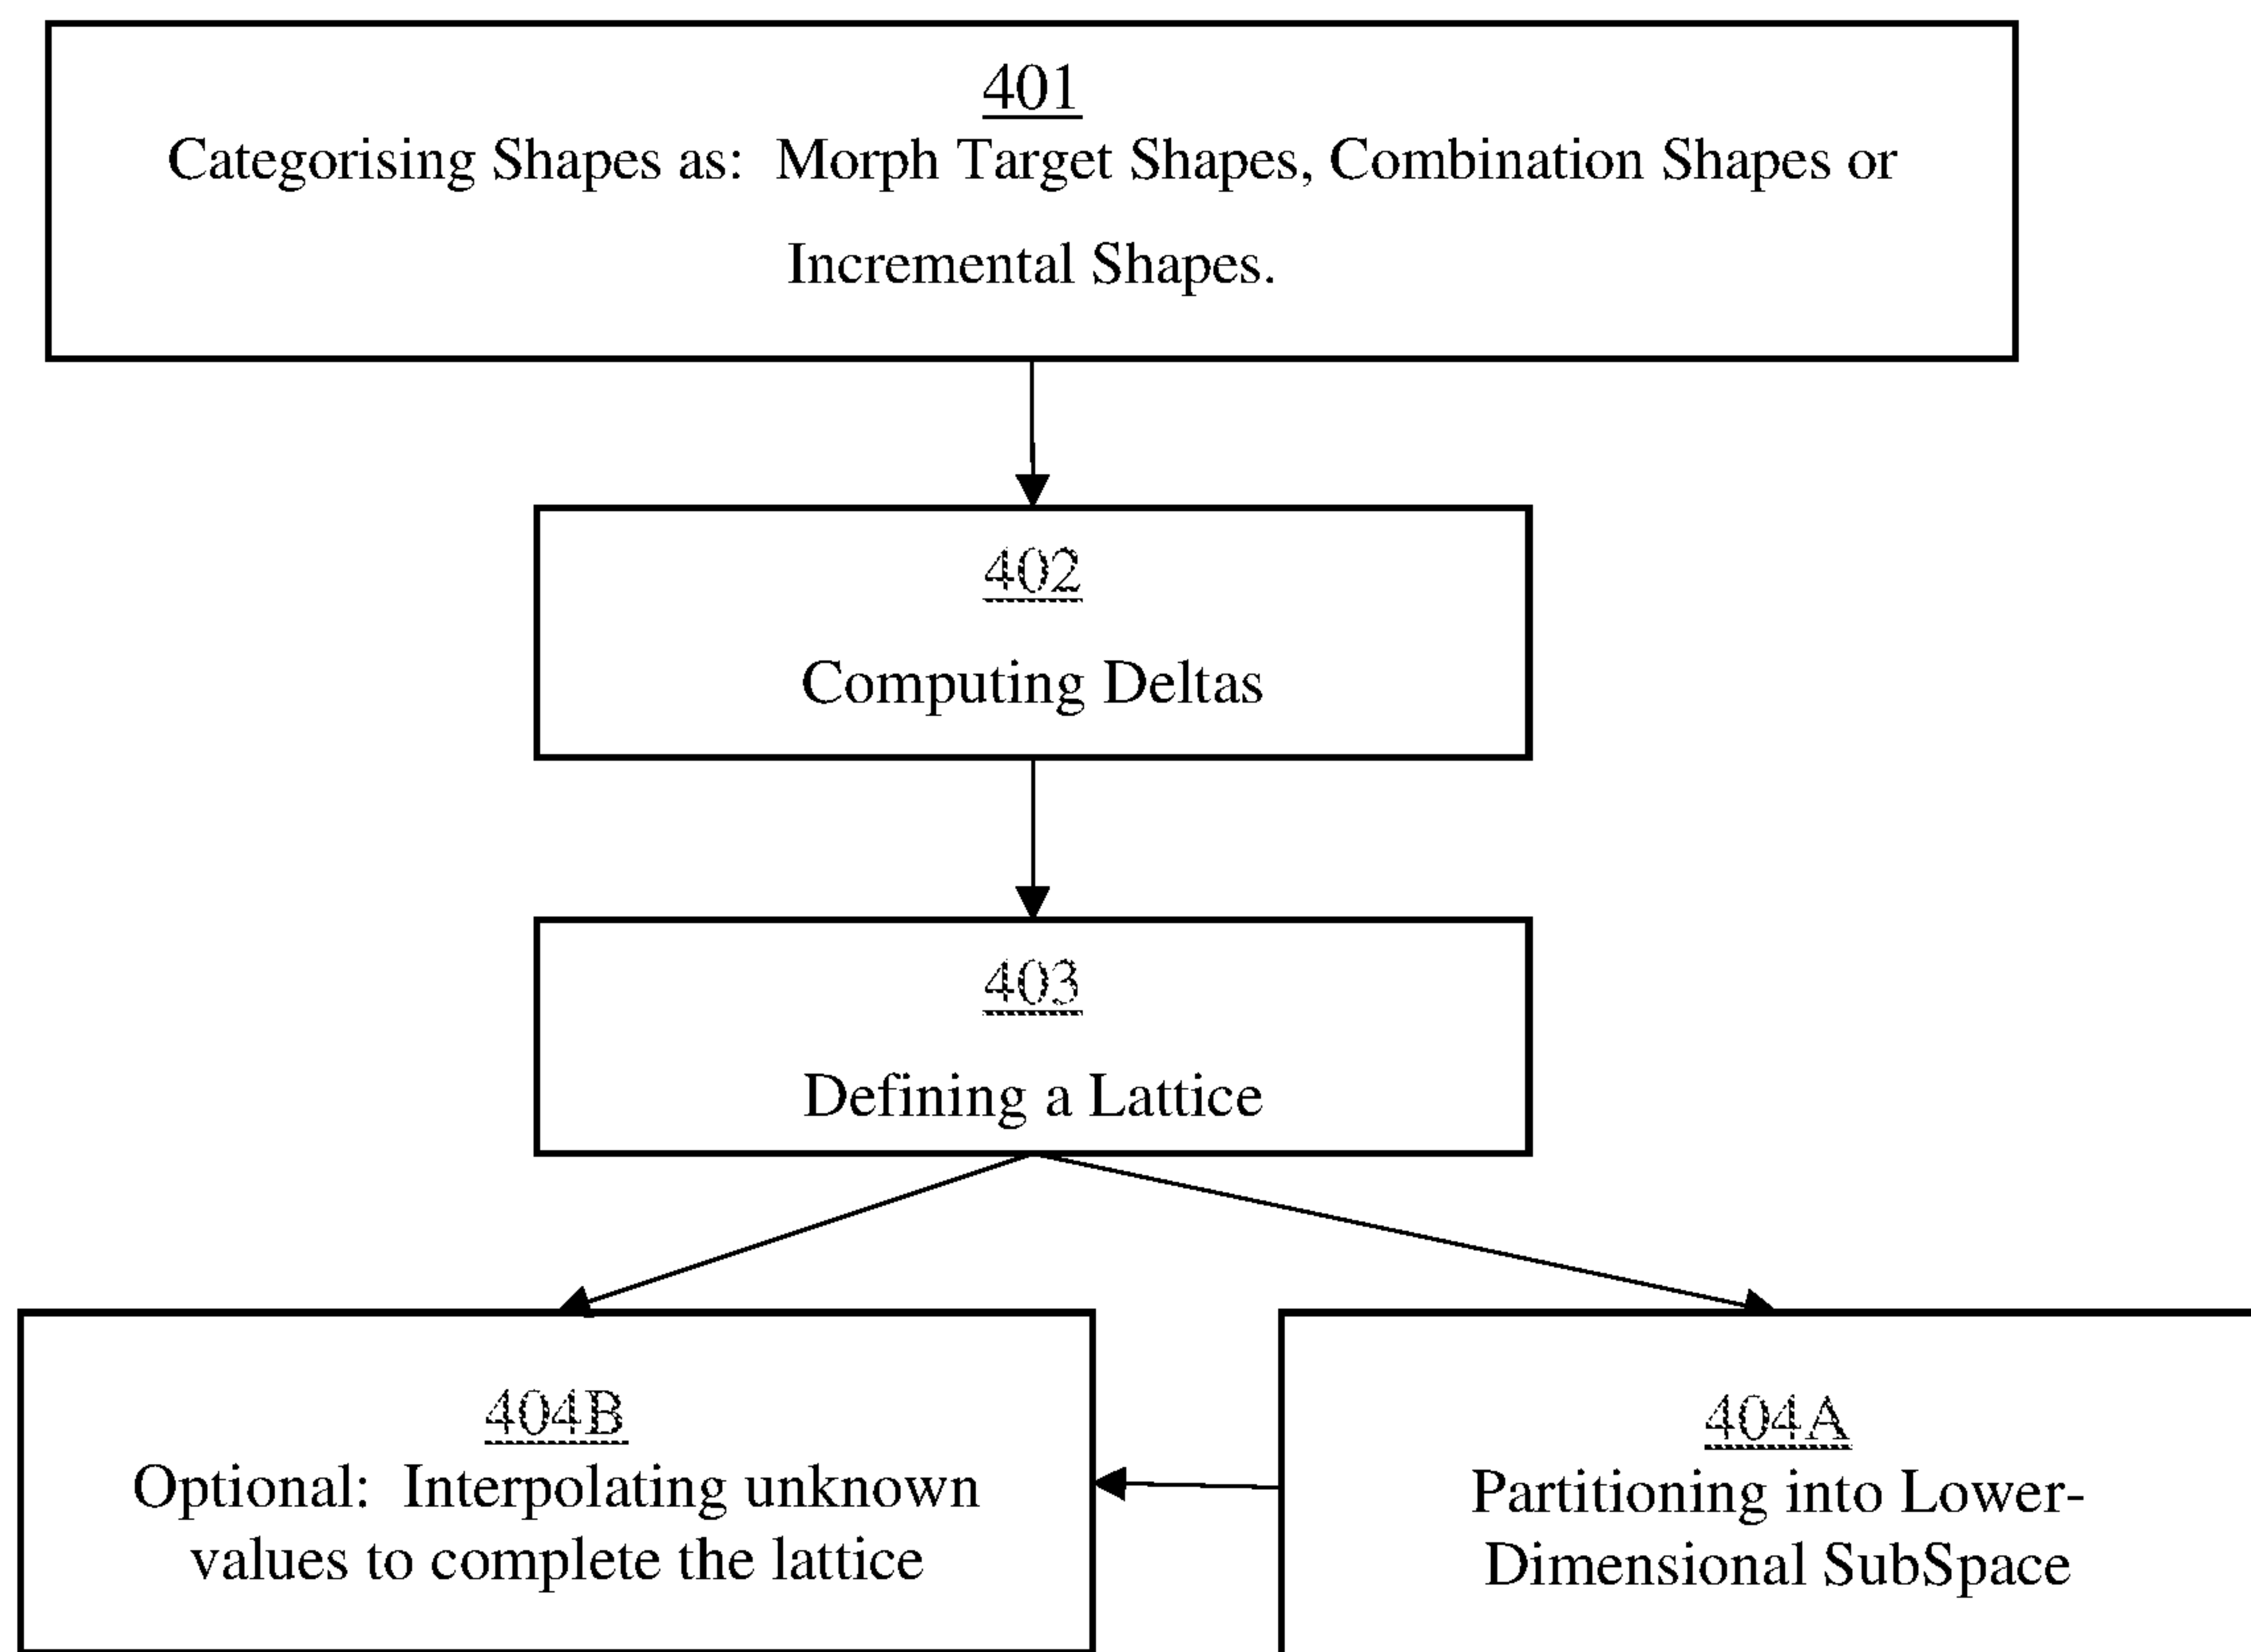 401
Categorising Shapes as:  Morph Target Shapes, Combination Shapes or
Incremental Shapes.
402
Computing Deltas
403
Defining a Lattice
404B
Optional:  Interpolating unknown
values to complete the lattice
404A
Partitioning into Lower-
Dimensional SubSpace